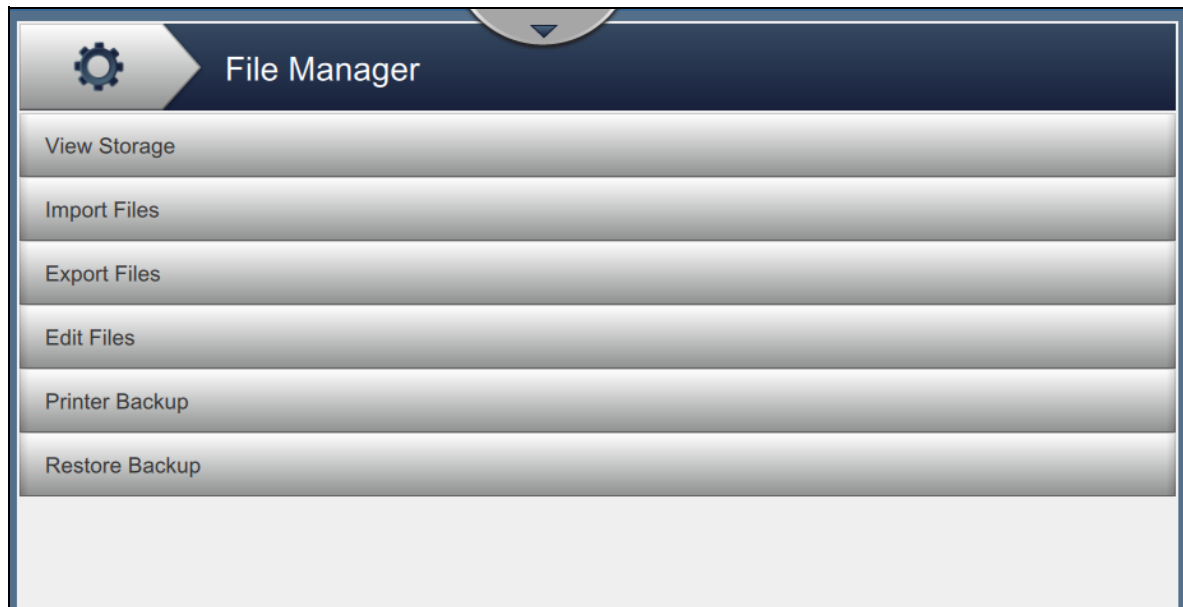 File Manager
View Storage
Import Files
Export Files
Edit Files
Printer Backup
Restore Backup